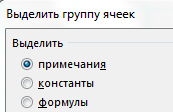 Выделить группу ячеек
Выделить
примечания
константы
формулы